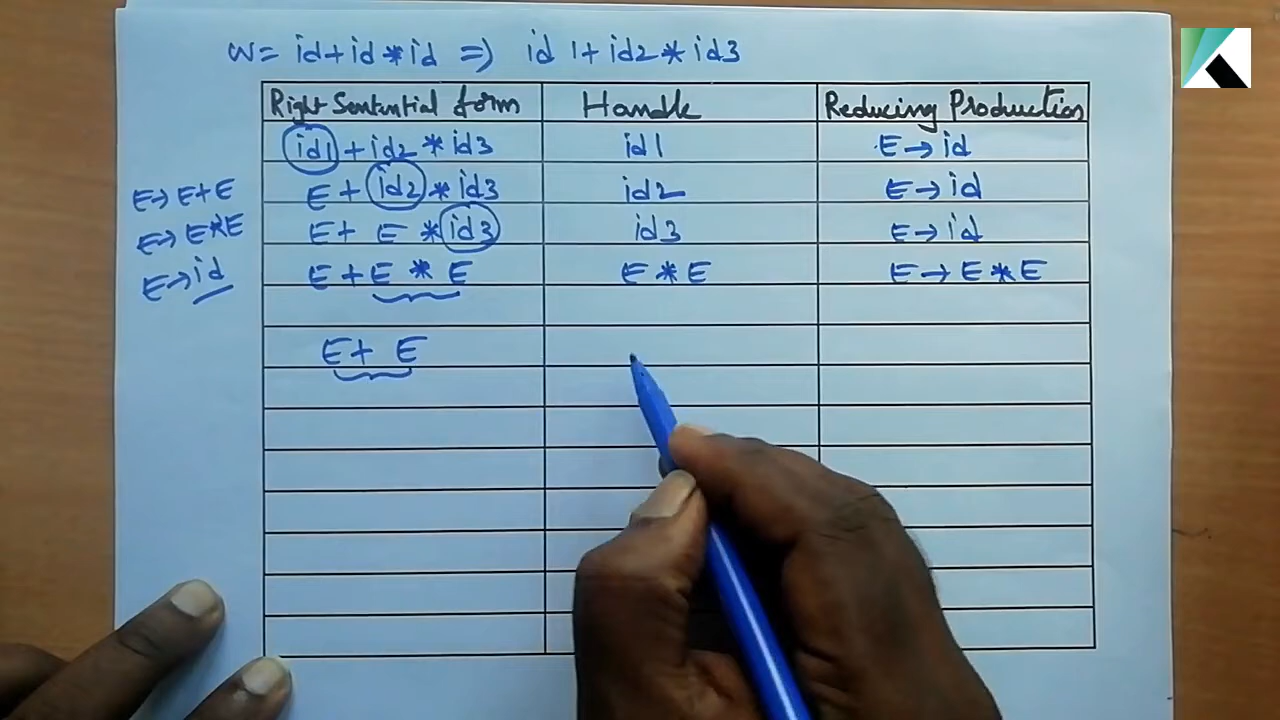 w = id+id*id => id1+id2*id3
Right Sentential form Handle Reducing Production
id1+id2*id3 id1 E→id
E+id2*id3 id2 E→id
E→E+E
E+E*id3 id3 E→id
E→E*E
E+E*E E*E E→E*E
E→id
E+E